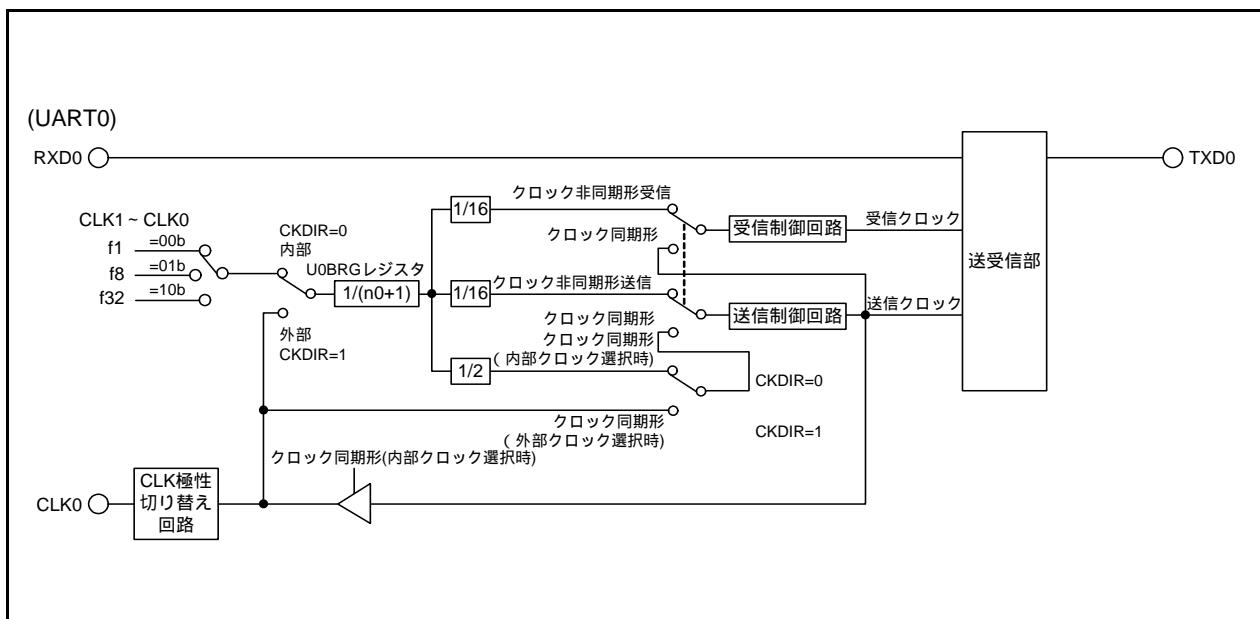 (UART0)
RXD0
TXD0
CLK1 ~ CLK0
f1
=00b
f8
=01b
f32
=10b
CKDIR=0
内部
U0BRGレジスタ
1/(n0+1)
外部
CKDIR=1
1/16
クロック非同期形受信
クロック同期形
受信制御回路
受信クロック
1/16
クロック非同期形送信
送信制御回路
送信クロック
送受信部
クロック同期形
クロック同期形
( 内部クロック選択時)
1/2
CKDIR=0
クロック同期形
( 外部クロック選択時)
CKDIR=1
クロック同期形(内部クロック選択時)
CLK0
CLK極性
切り替え
回路